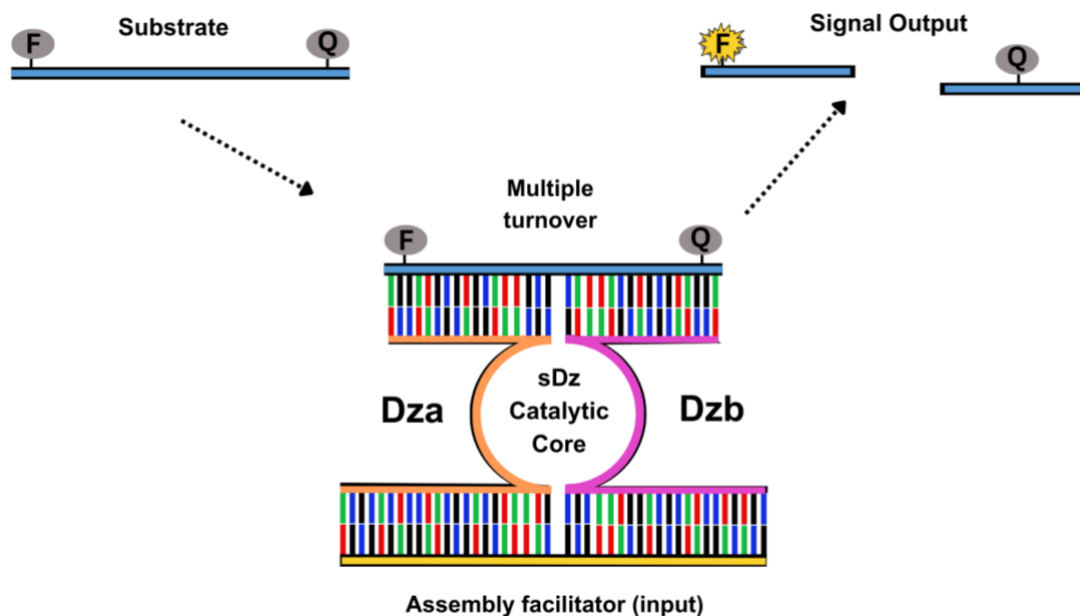 Substrate
F
Q
Signal Output
F
Q
Multiple
turnover
F
Q
Dza
sDz
Catalytic
Core
Dzb
Assembly facilitator (input)